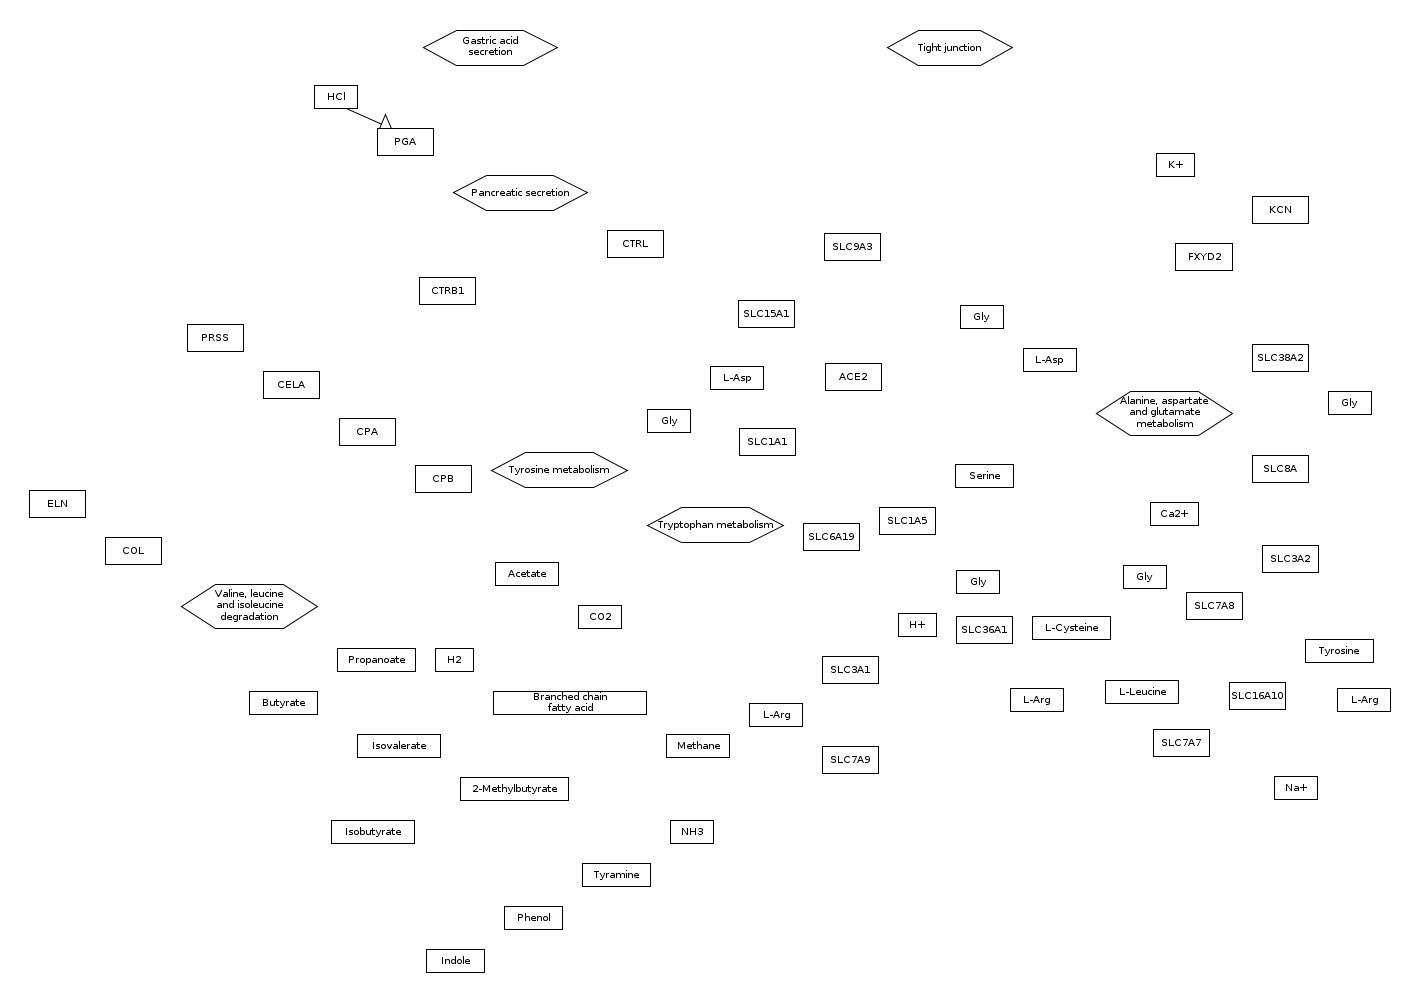 Gastric acid
secretion
Tight junction
HCl
PGA
K+
Pancreatic secretion
KCN
CTRL
SLC9A3
FXYD2
CTRB1
SLC15A1
Gly
PRSS
L-Asp
SLC38A2
CELA
L-Asp
ACE2
Alanine, aspartate
and glutamate
metabolism
Gly
Gly
CPA
SLC1A1
Tyrosine metabolism
CPB
Serine
SLC8A
ELN
Ca2+
Tryptophan metabolism
SLC6A19
SLC1A5
COL
SLC3A2
Acetate
Gly
Gly
Valine, leucine
and isoleucine
degradation
CO2
SLC7A8
H+
SLC36A1
L-Cysteine
Propanoate
H2
SLC3A1
Tyrosine
Butyrate
Branched chain
fatty acid
L-Arg
L-Arg
L-Leucine
SLC16A10
L-Arg
Isovalerate
Methane
SLC7A9
SLC7A7
2-Methylbutyrate
Na+
Isobutyrate
NH3
Tyramine
Phenol
Indole